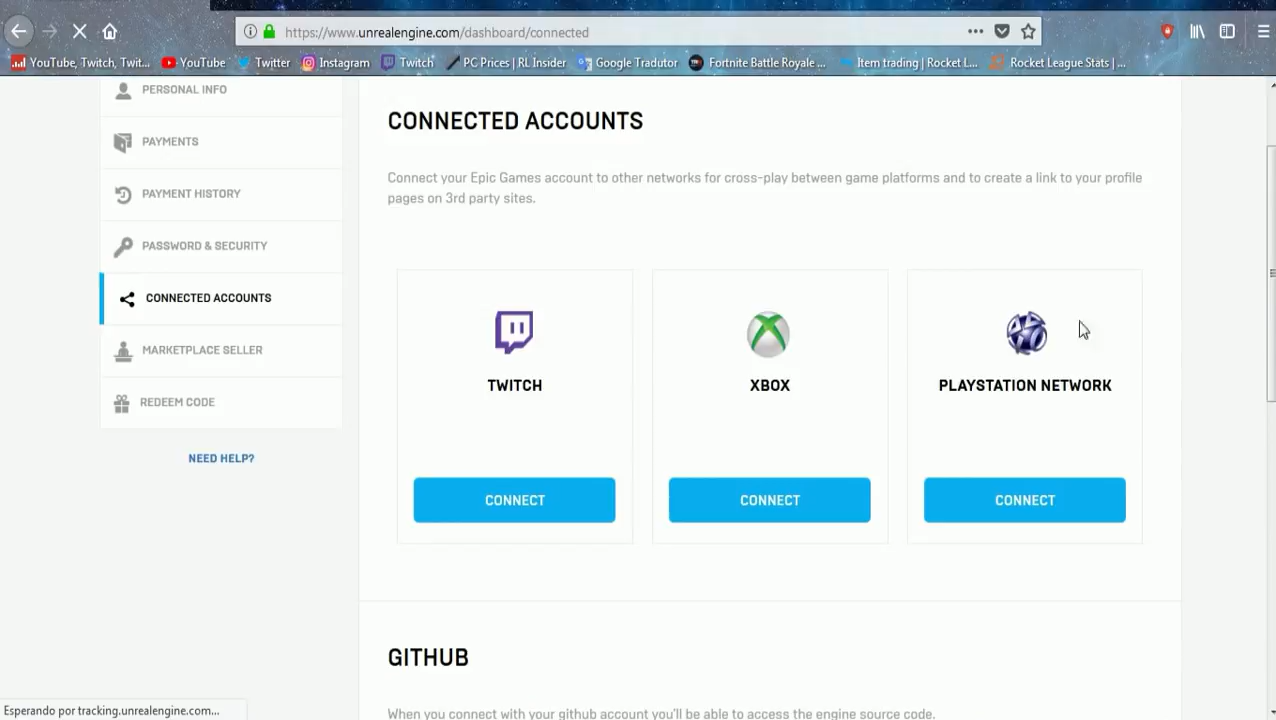 https://www.unrealengine.com/dashboard/connected
YouTube, Twitch, Twit... YouTube Twitter Instagram Twitch PC Prices | RL Insider Google Tradutor Fortnite Battle Royale ... Item trading | Rocket L... Rocket League Stats | ...
PERSONAL INFO
PAYMENTS
PAYMENT HISTORY
PASSWORD & SECURITY
CONNECTED ACCOUNTS
MARKETPLACE SELLER
REDEEM CODE
NEED HELP?
CONNECTED ACCOUNTS
Connect your Epic Games account to other networks for cross-play between game platforms and to create a link to your profile
pages on 3rd party sites.
TWITCH
CONNECT
XBOX
CONNECT
PLAYSTATION NETWORK
CONNECT
GITHUB
When you connect with your github account you'll be able to access the engine source code.
Esperando por tracking.unrealengine.com...